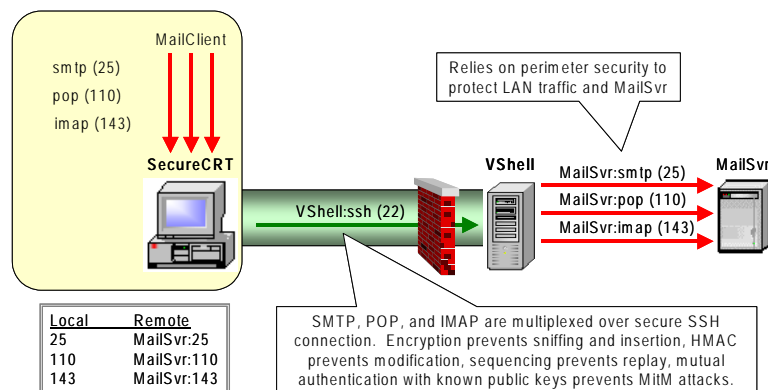 MailClient
smtp (25)
pop (110)
imap (143)
SecureCRT
Relies on perimeter security to
protect LAN traffic and MailSvr
VShell
MailSvr
MailSvr:smtp (25)
MailSvr:pop (110)
MailSvr:imap (143)
VShell:ssh (22)
Local Remote
25 MailSvr:25
110 MailSvr:110
143 MailSvr:143
SMTP, POP, and IMAP are multiplexed over secure SSH
connection. Encryption prevents sniffing and insertion, HMAC
prevents modification, sequencing prevents replay, mutual
authentication with known public keys prevents MitM attacks.